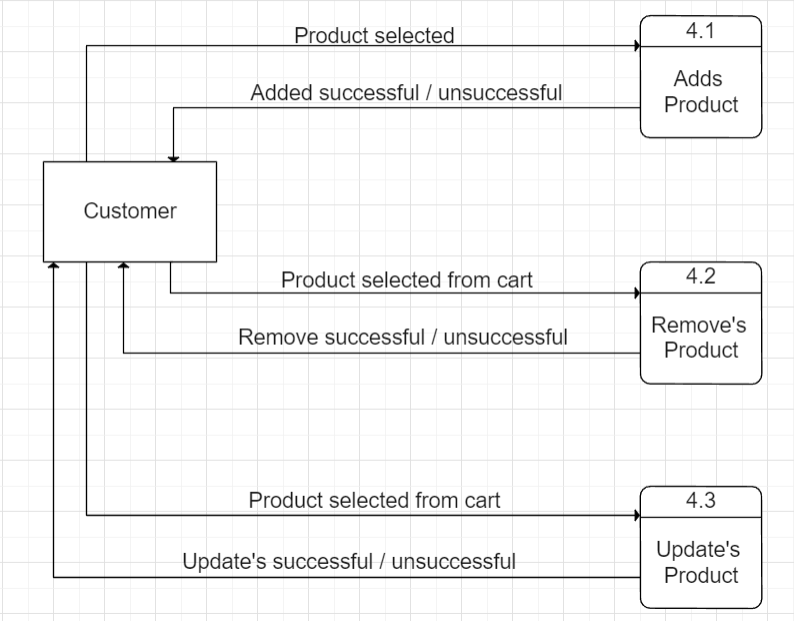 Product selected
4.1
Adds
Product
Added successful / unsuccessful
Customer
Product selected from cart
4.2
Remove's
Product
Remove successful / unsuccessful
Product selected from cart
4.3
Update's
Product
Update's successful / unsuccessful